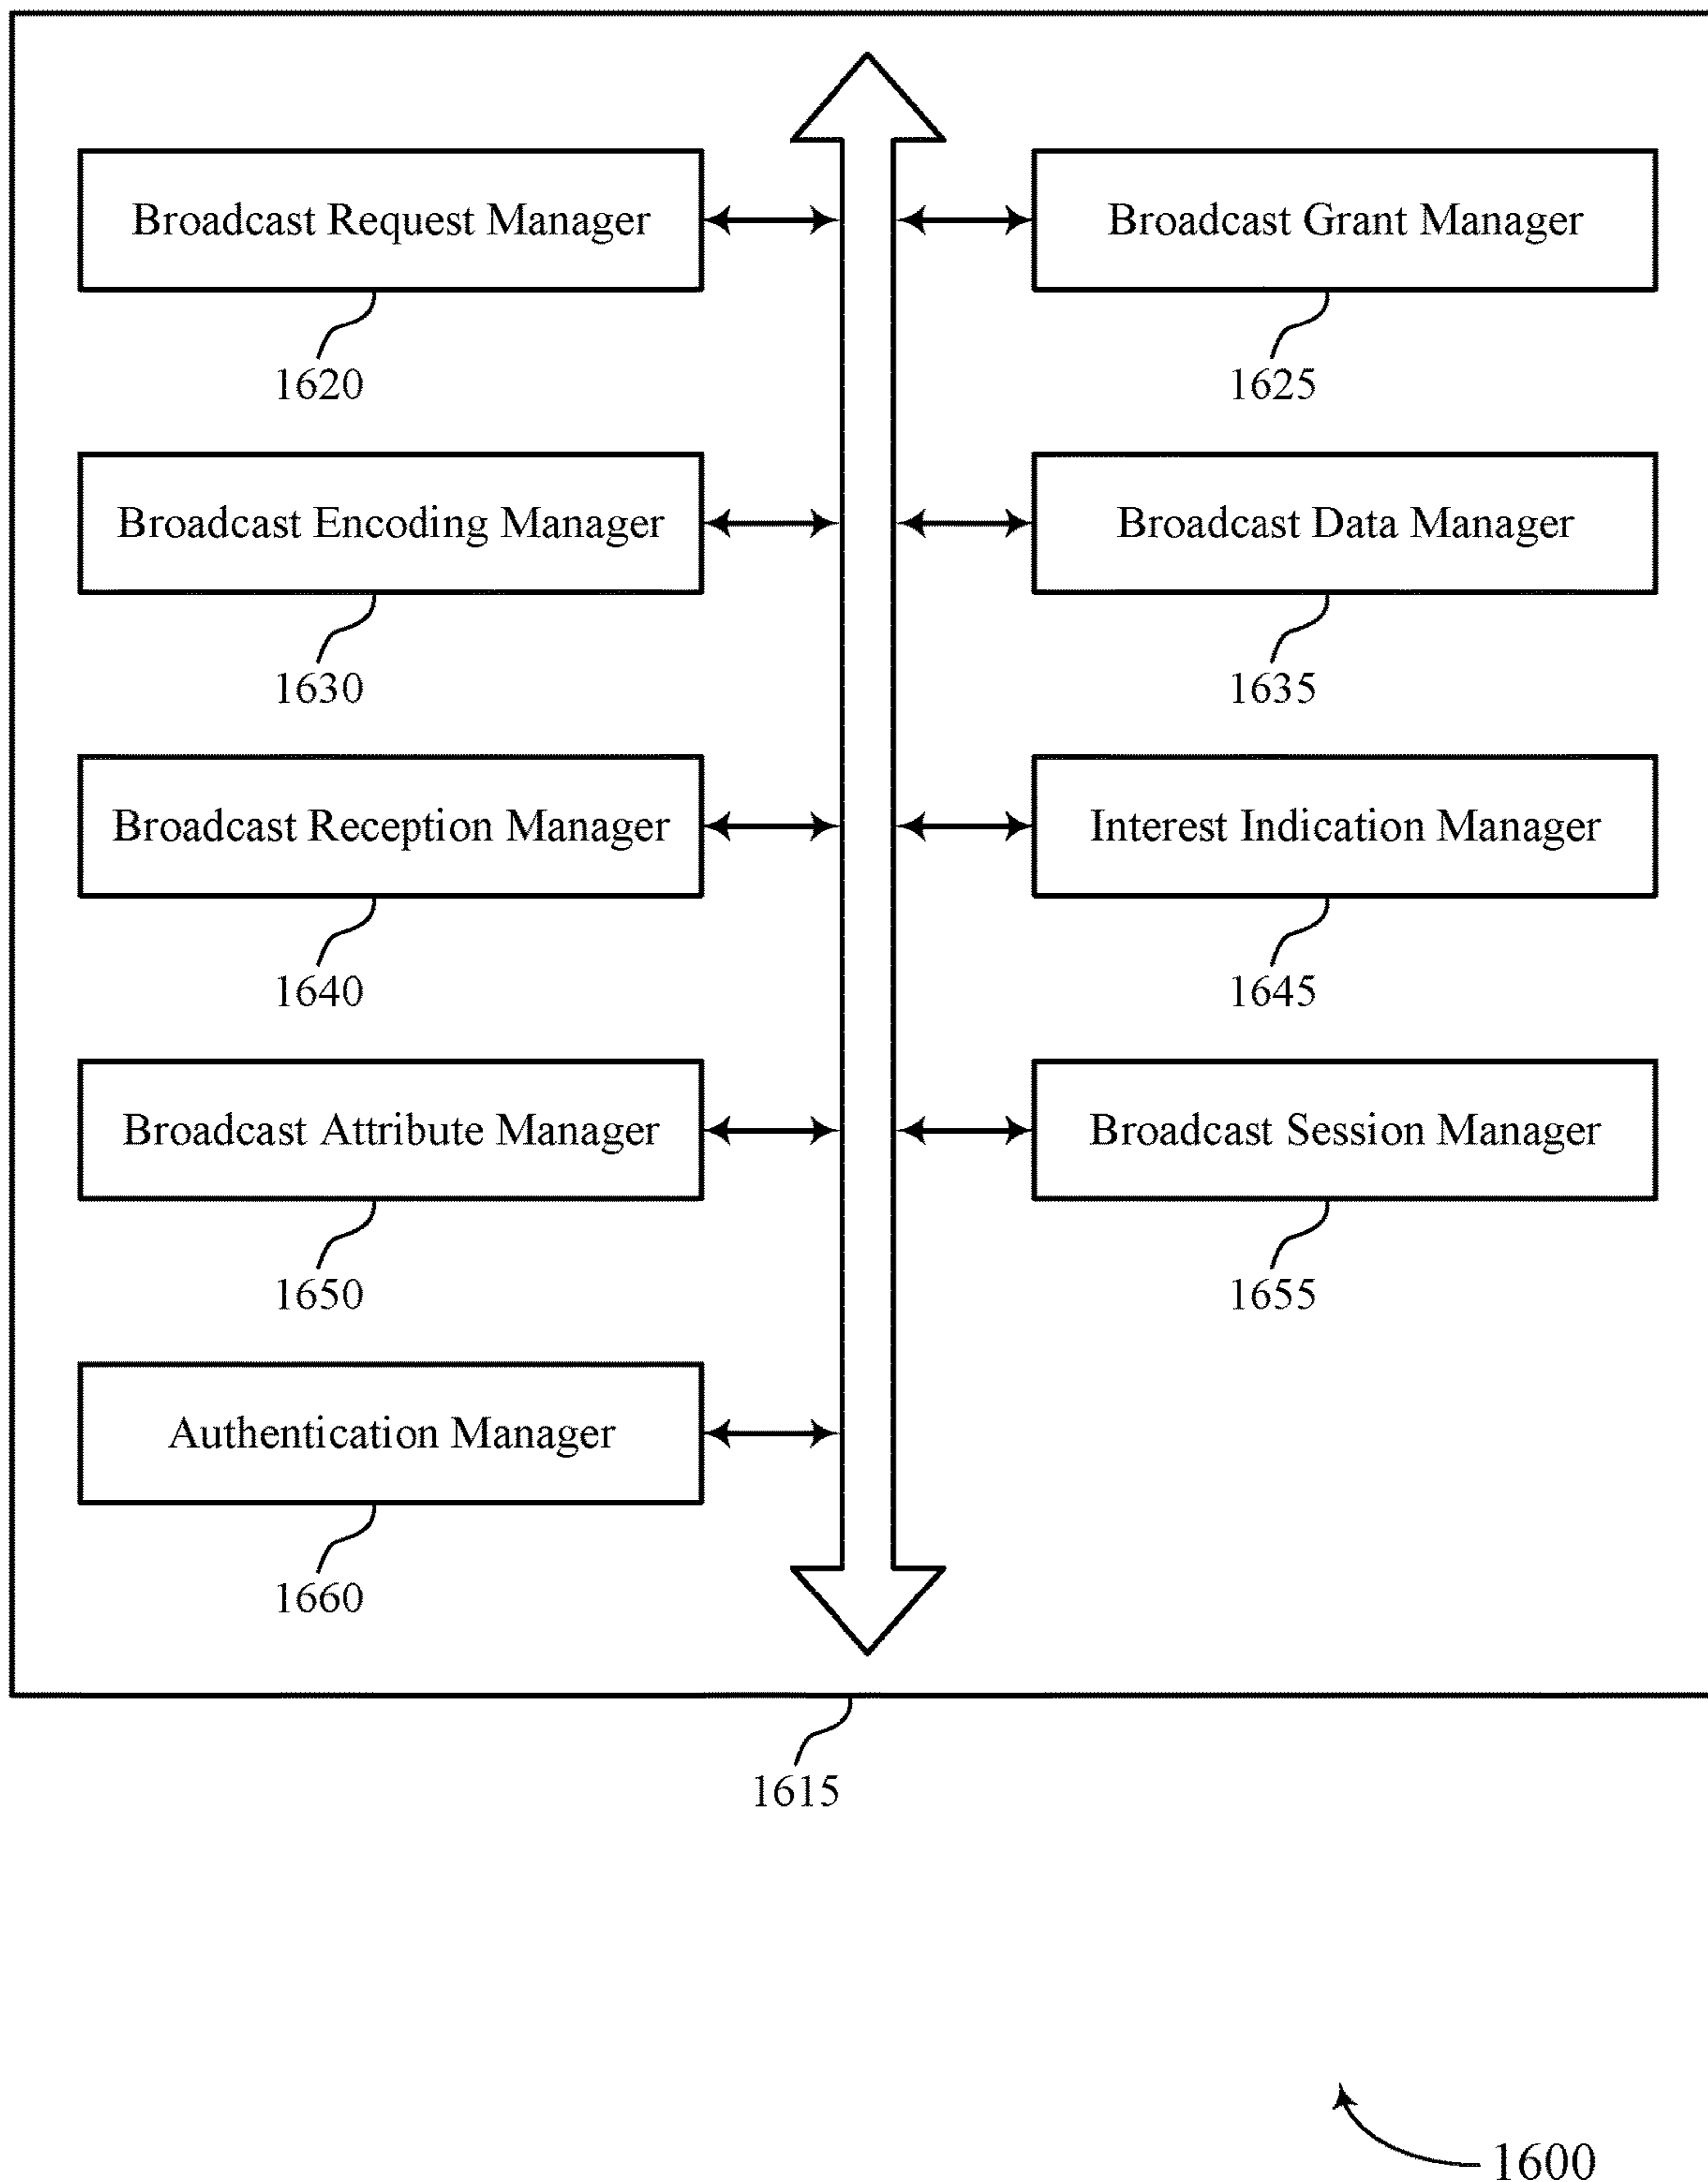 Broadcast Request Manager
Broadcast Grant Manager
1620
1625
Broadcast Encoding Manager
Broadcast Data Manager
1630
1635
Broadcast Reception Manager
Interest Indication Manager
1640
1645
Broadcast Attribute Manager
Broadcast Session Manager
1650
1655
Authentication Manager
1660
1615
1600